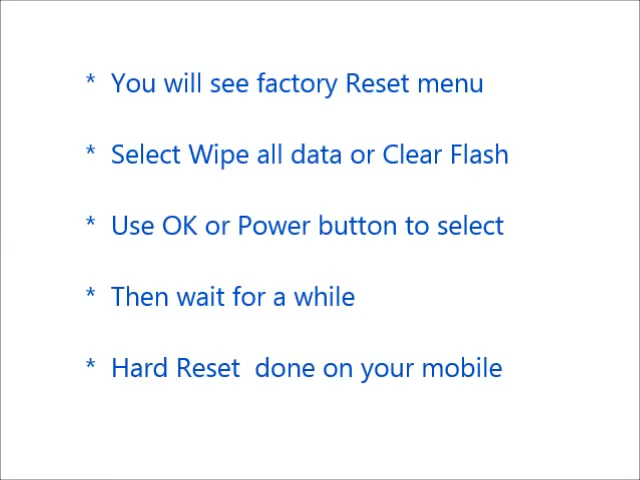 * You will see factory Reset menu
* Select Wipe all data or Clear Flash
* Use OK or Power button to select
* Then wait for a while
* Hard Reset  done on your mobile